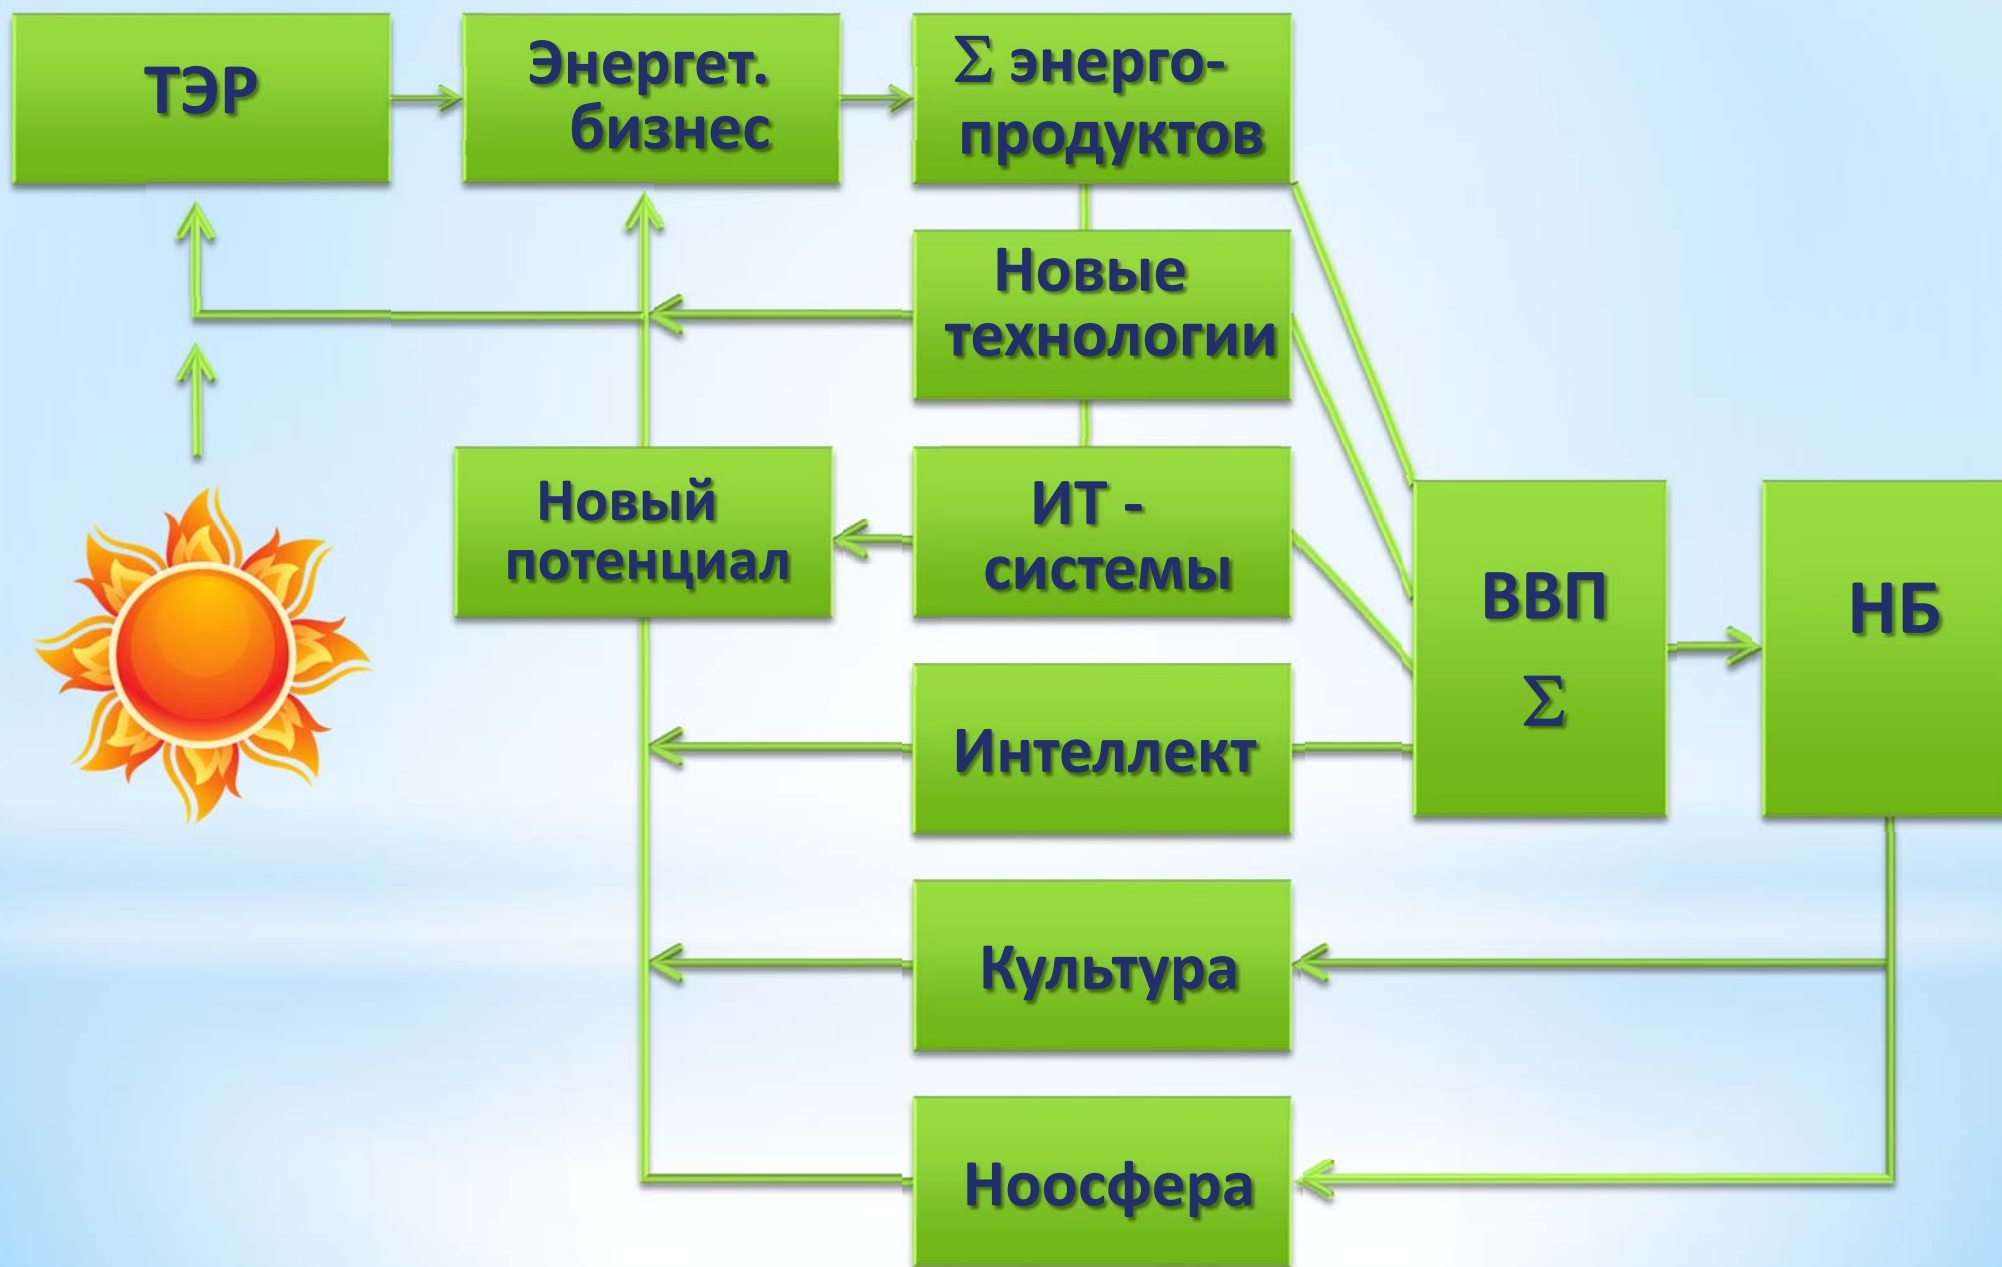 ТЭР
Энергет.
бизнес
Σ энерго-
продуктов
Новые
технологии
Новый
потенциал
ИТ -
системы
ВВП
Σ
НБ
Интеллект
Культура
Ноосфера